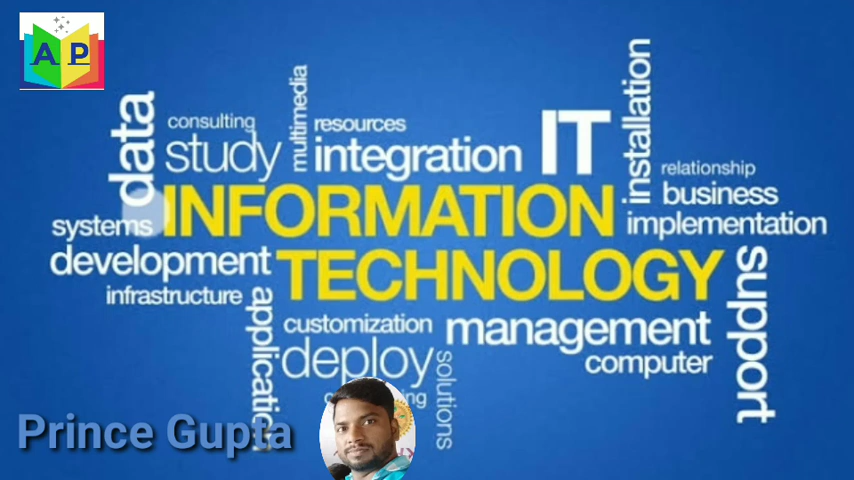 A P
data
consulting
multimedia
resources
study
integration
IT
installation
relationship
business
INFORMATION
systems
implementation
development
TECHNOLOGY
support
infrastructure
application
customization
management
deploy
computer
solutions
Prince Gupta